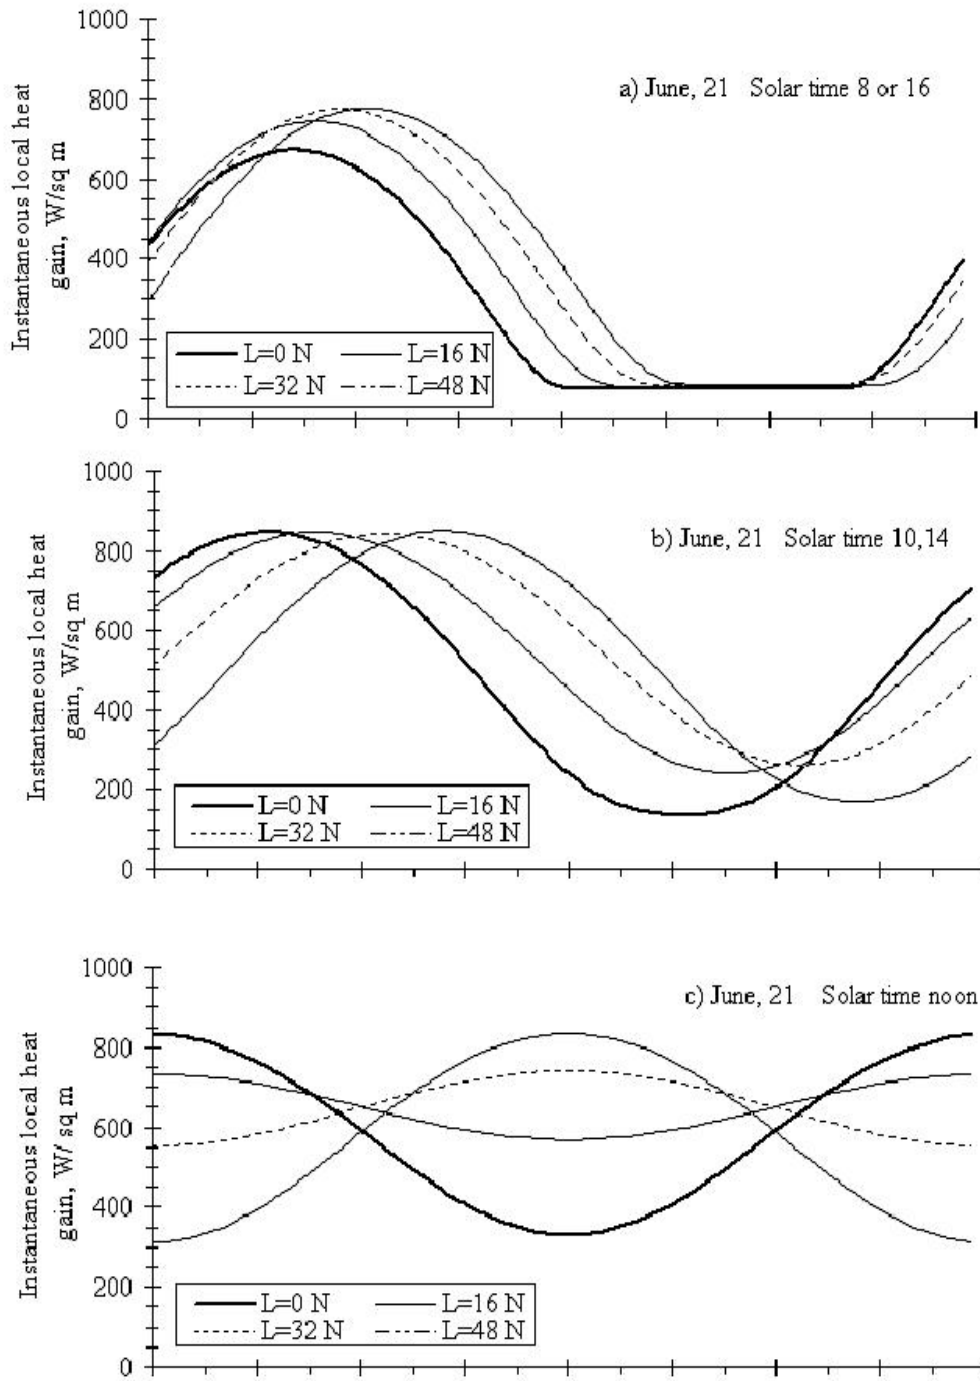 1000
a) June, 21 Solar time 8 or 16
800
600
400
200
0
Instantaneous local heat
gain, W/sq m
L=0 N L=16 N
L=32 N L=48 N
1000
b) June, 21 Solar time 10,14
800
600
400
200
0
Instantaneous local heat
gain, W/sq m
L=0 N L=16 N
L=32 N L=48 N
1000
c) June, 21 Solar time noon
800
600
400
200
0
Instantaneous local heat
gain, W/ sq m
L=0 N L=16 N
L=32 N L=48 N